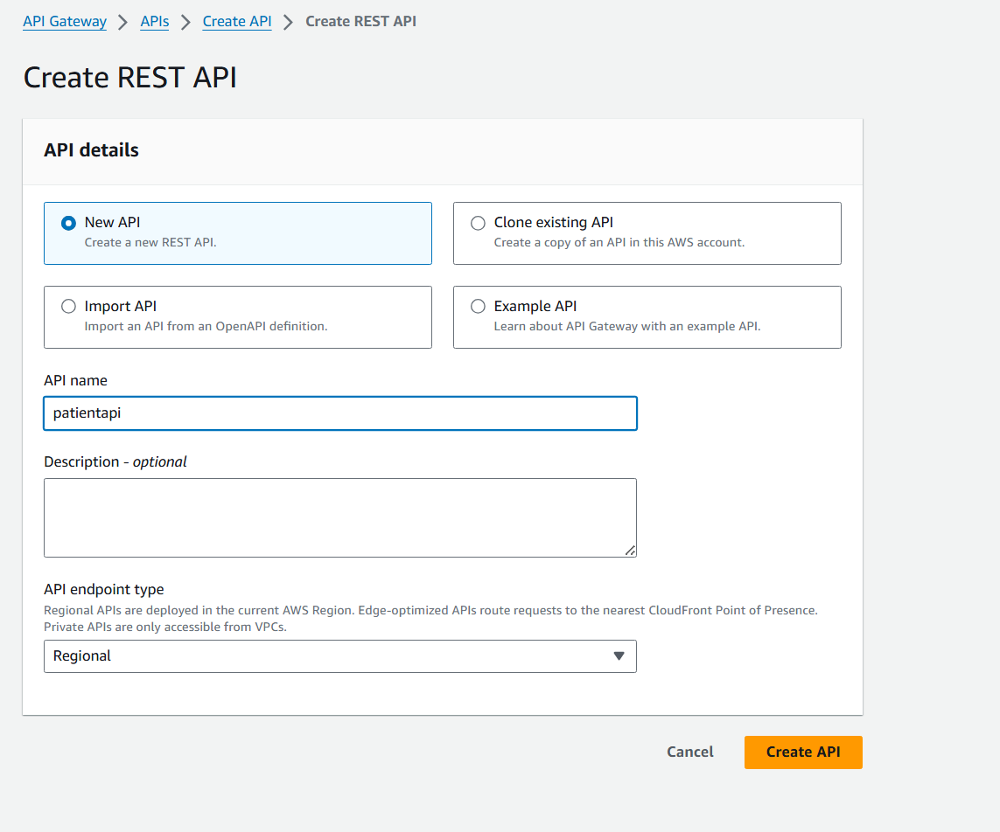 API Gateway > APIs > Create API > Create REST API
Create REST API
API details
New API
Create a new REST API.
Clone existing API
Create a copy of an API in this AWS account.
Import API
Import an API from an OpenAPI definition.
Example API
Learn about API Gateway with an example API.
API name
patientapi
Description - optional
API endpoint type
Regional APIs are deployed in the current AWS Region. Edge-optimized APIs route requests to the nearest CloudFront Point of Presence.
Private APIs are only accessible from VPCs.
Regional
Cancel
Create API